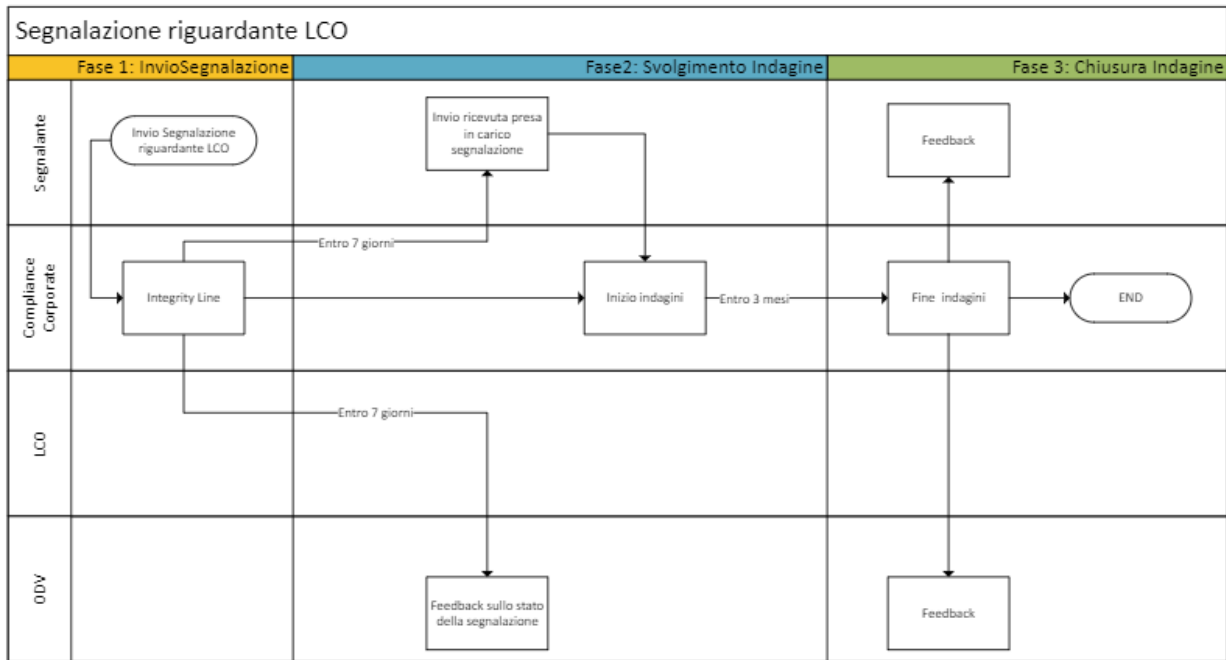 Segnalazione riguardante LCO
Fase 1: InvioSegnalazione
Fase2: Svolgimento Indagine
Fase 3: Chiusura Indagine
Segnalante
Invio Segnalazione
riguardante LCO
Invio ricevuta presa
in carico
segnalazione
Feedback
Compliance
Corporate
Entro 7 giorni
Integrity Line
Inizio indagini
Entro 3 mesi
Fine indagini
END
LCO
Entro 7 giorni
ODV
Feedback sullo stato
della segnalazione
Feedback